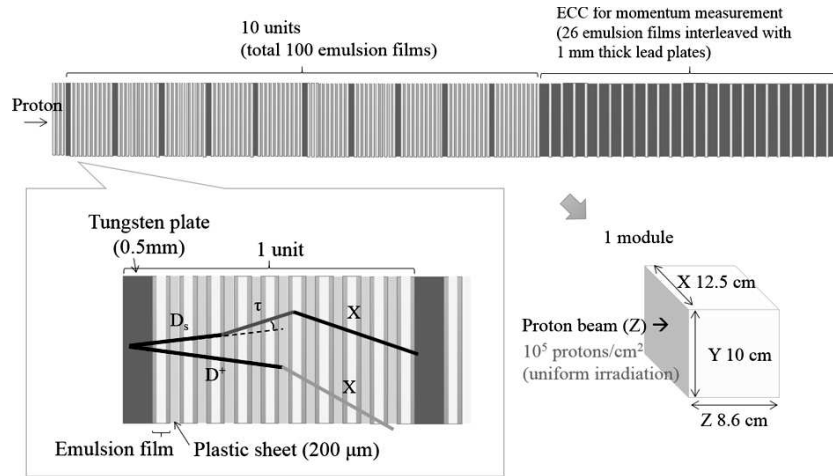 10 units
(total 100 emulsion films)
ECC for momentum measurement
(26 emulsion films interleaved with
1 mm thick lead plates)
Proton
Tungsten plate
(0.5mm)
1 unit
τ
X
Dₛ
D⁺
X
Emulsion film
Plastic sheet (200 μm)
1 module
X 12.5 cm
Proton beam (Z)
10⁵ protons/cm²
(uniform irradiation)
Y 10 cm
Z 8.6 cm